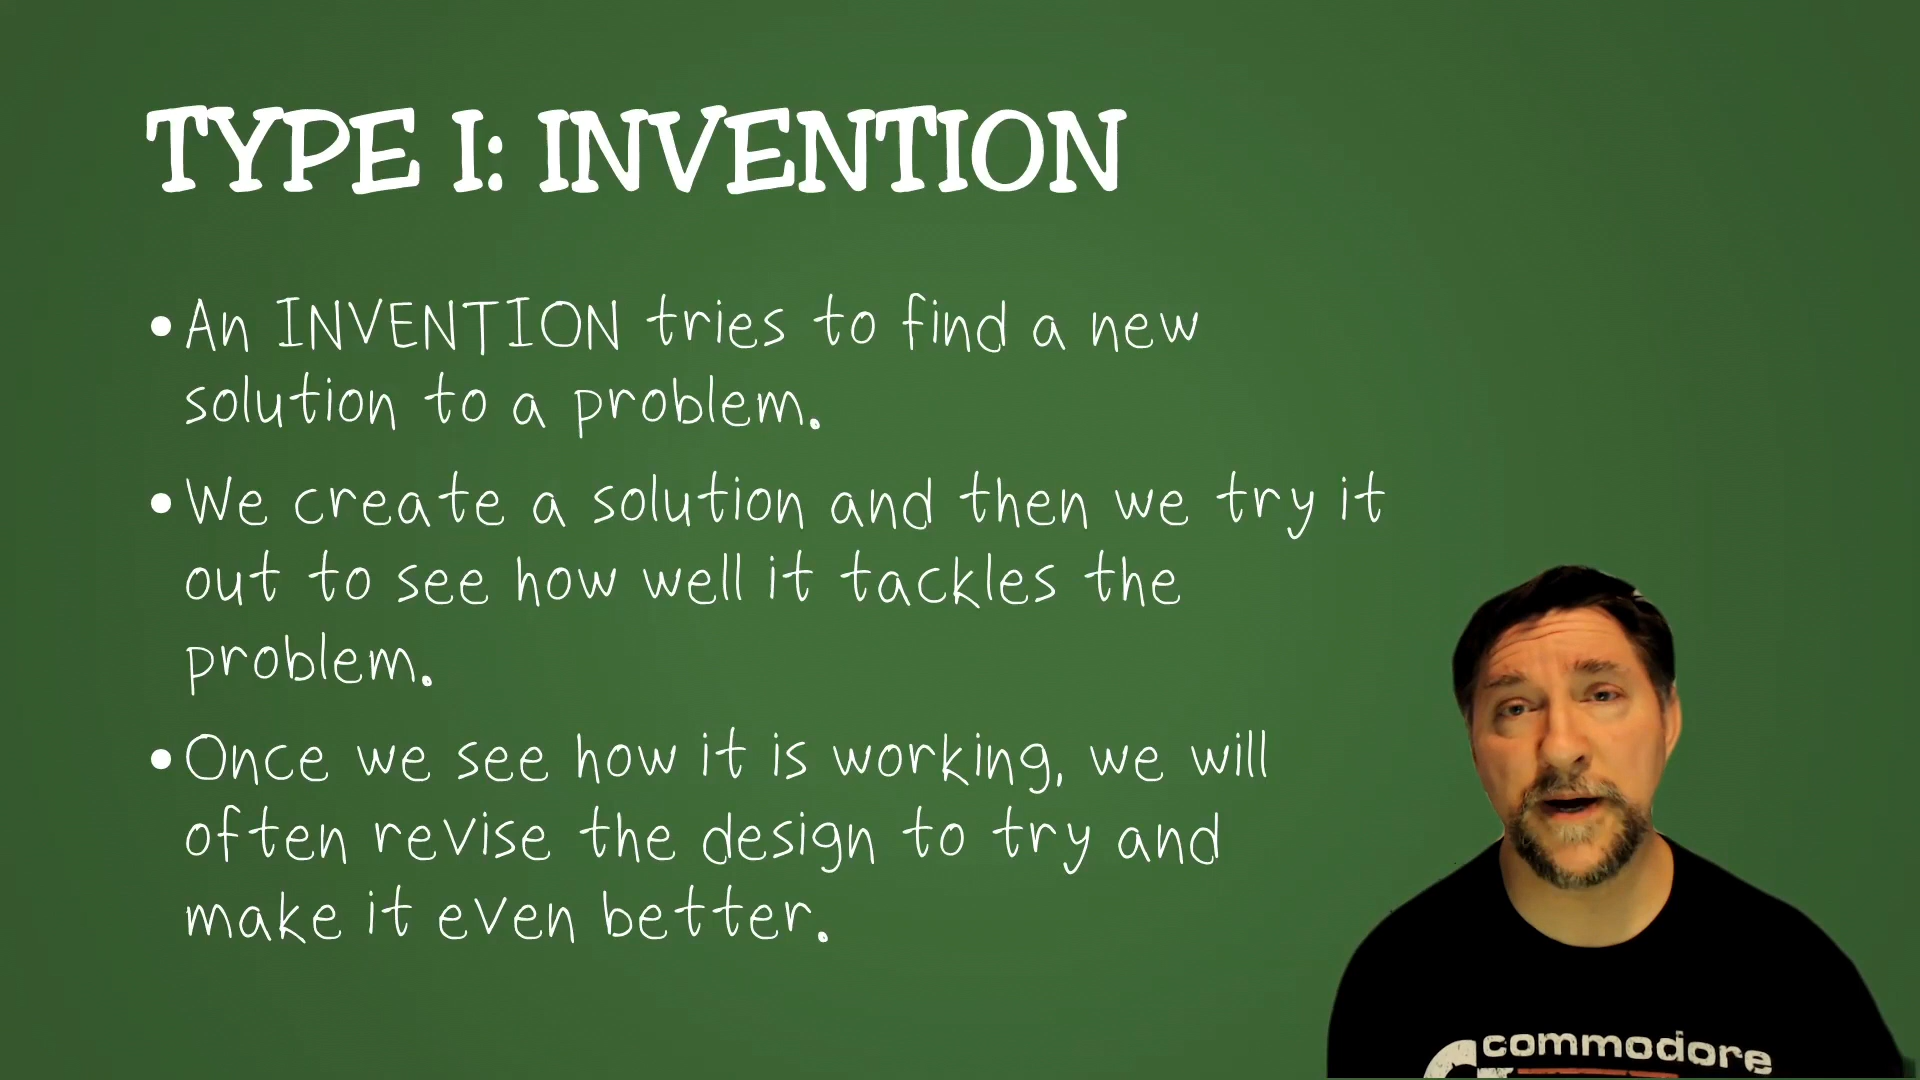 TYPE I: INVENTION
• An INVENTION tries to find a new
solution to a problem.
• We create a solution and then we try it
out to see how well it tackles the
problem.
• Once we see how it is working, we will
often revise the design to try and
make it even better.
commodore